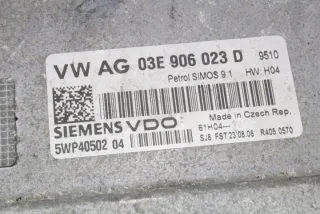 VW AG 03E 906 023 D 9510
Petrol SIMOS 9.1 HW: H04
SIEMENS VDO Made in Czech Rep.
61H04---
5WP40502 04 SJ8 FST 23.08.06 R405.0570